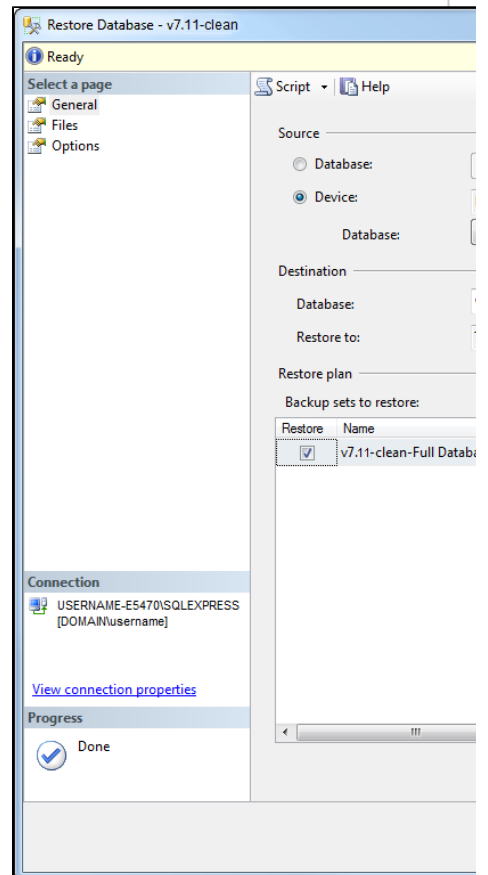 Restore Database - v7.11-clean
Ready
Select a page
General
Files
Options
Script Help
Source
Database:
Device:
Database:
Destination
Database:
Restore to:
Restore plan
Backup sets to restore:
Restore Name
v7.11-clean-Full
Connection
USERNAME-E5470\SQLEXPRESS
[DOMAIN\username]
View connection properties
Progress
Done